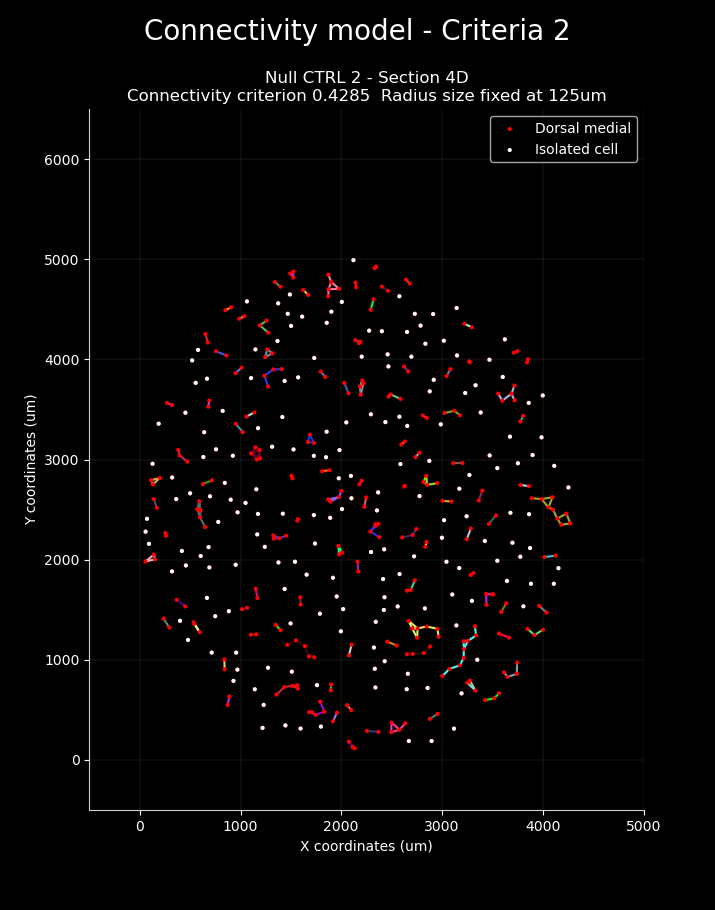 Connectivity model - Criteria 2
Null CTRL 2 - Section 4D
Connectivity criterion 0.4285  Radius size fixed at 125um
Dorsal medial
Isolated cell
6000
5000
4000
3000
2000
1000
0
Y coordinates (um)
0 1000 2000 3000 4000 5000
X coordinates (um)